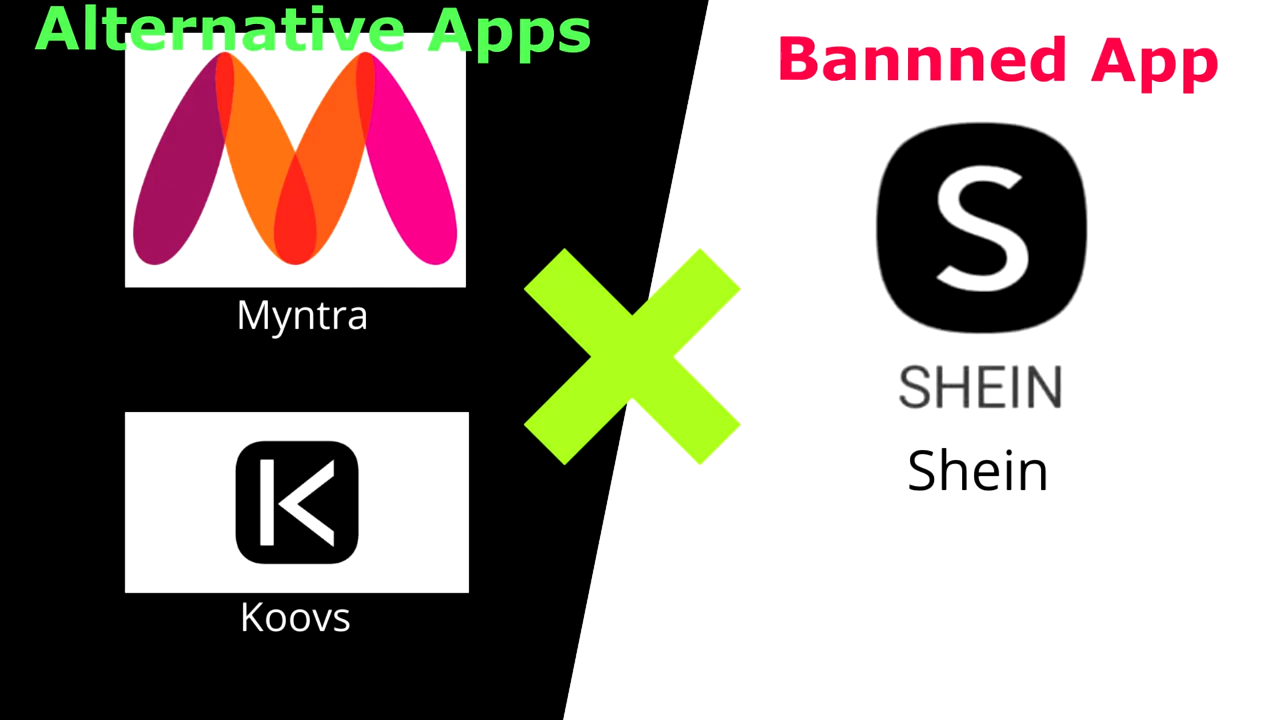 Alternative Apps
Myntra
K
Koovs
Bannned App
S
SHEIN
Shein